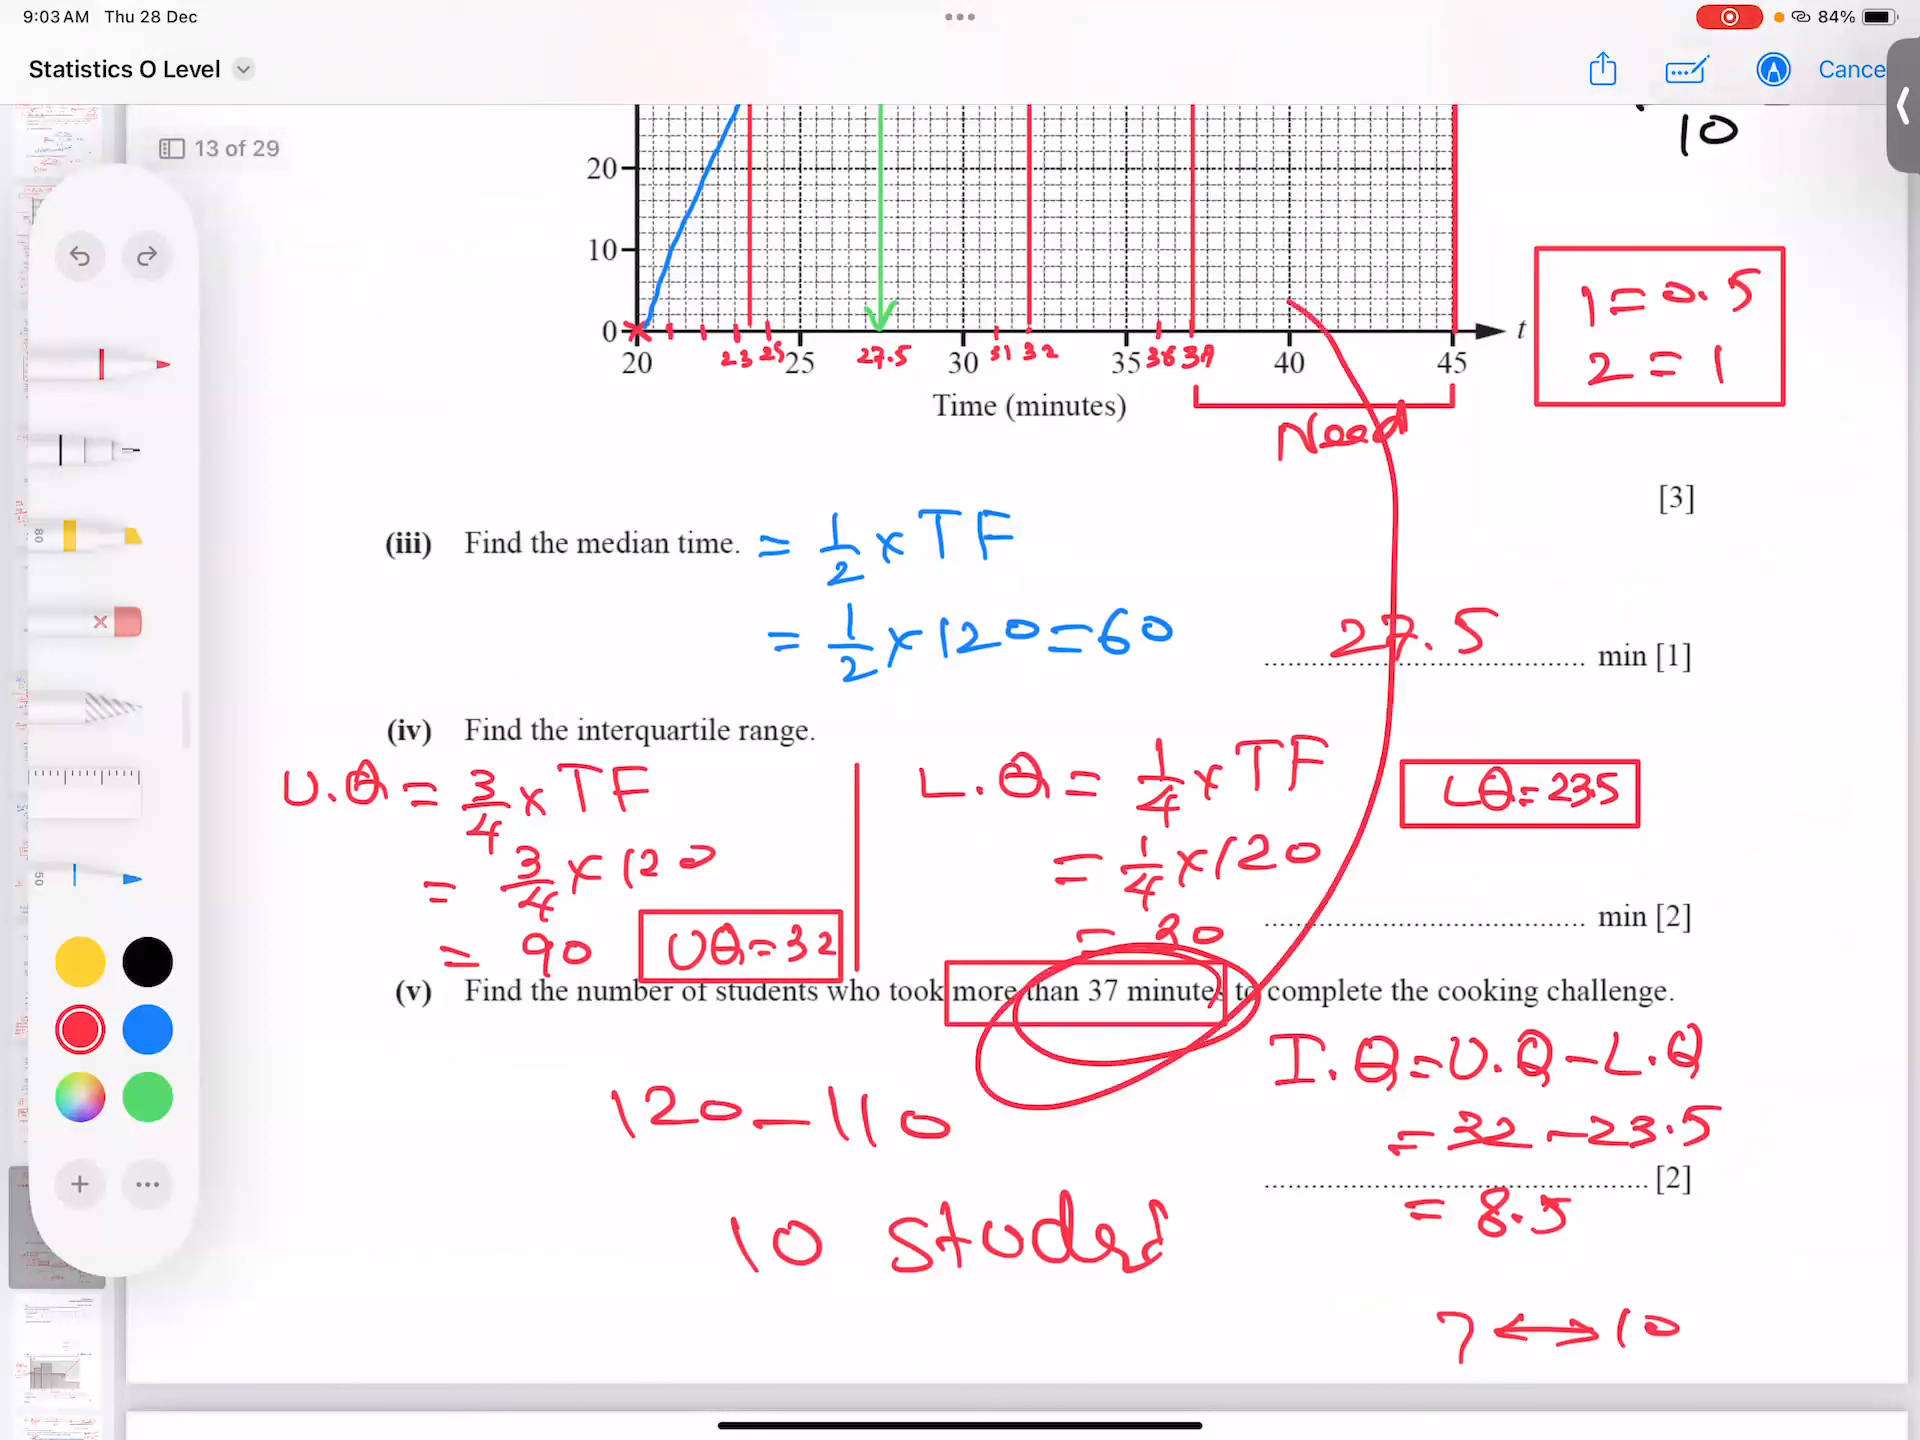 9:03 AM Thu 28 Dec
84%
Statistics O Level
Cance
13 of 29
10
20
10
0
20 25 30 35 40 45 t
23 27.5 31 32 36 37
Time (minutes)
1 = 0.5
2 = 1
Need
[3]
(iii) Find the median time. = 1/2 x TF
= 1/2 x 120 = 60
27.5
min [1]
(iv) Find the interquartile range.
U.Q = 3/4 x TF
= 3/4 x 120
= 90
UQ = 32
L.Q = 1/4 x TF
= 1/4 x 120
= 30
LQ = 23.5
min [2]
(v) Find the number of students who took more than 37 minutes to complete the cooking challenge.
I.Q = U.Q - L.Q
= 32 - 23.5
= 8.5
120 - 110
[2]
10 student
7 ↔ 10
80
50